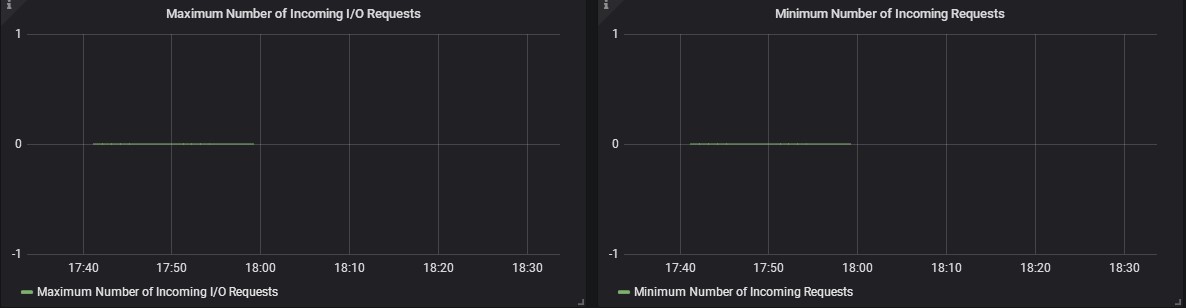 i
Maximum Number of Incoming I/O Requests
1
0
-1
17:40 17:50 18:00 18:10 18:20 18:30
Maximum Number of Incoming I/O Requests
i
Minimum Number of Incoming Requests
1
0
-1
17:40 17:50 18:00 18:10 18:20 18:30
Minimum Number of Incoming Requests